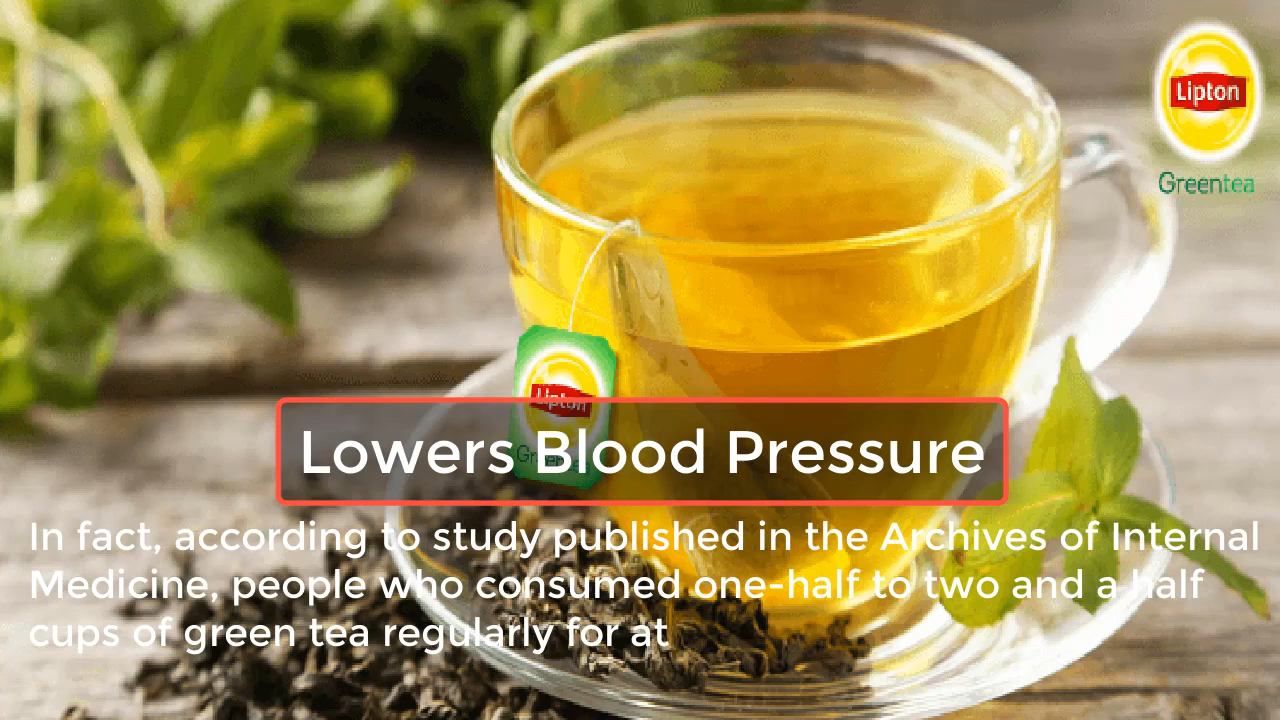 Lipton
Greentea
Lipton
Lowers Blood Pressure
In fact, according to study published in the Archives of Internal
Medicine, people who consumed one-half to two and a half
cups of green tea regularly for at